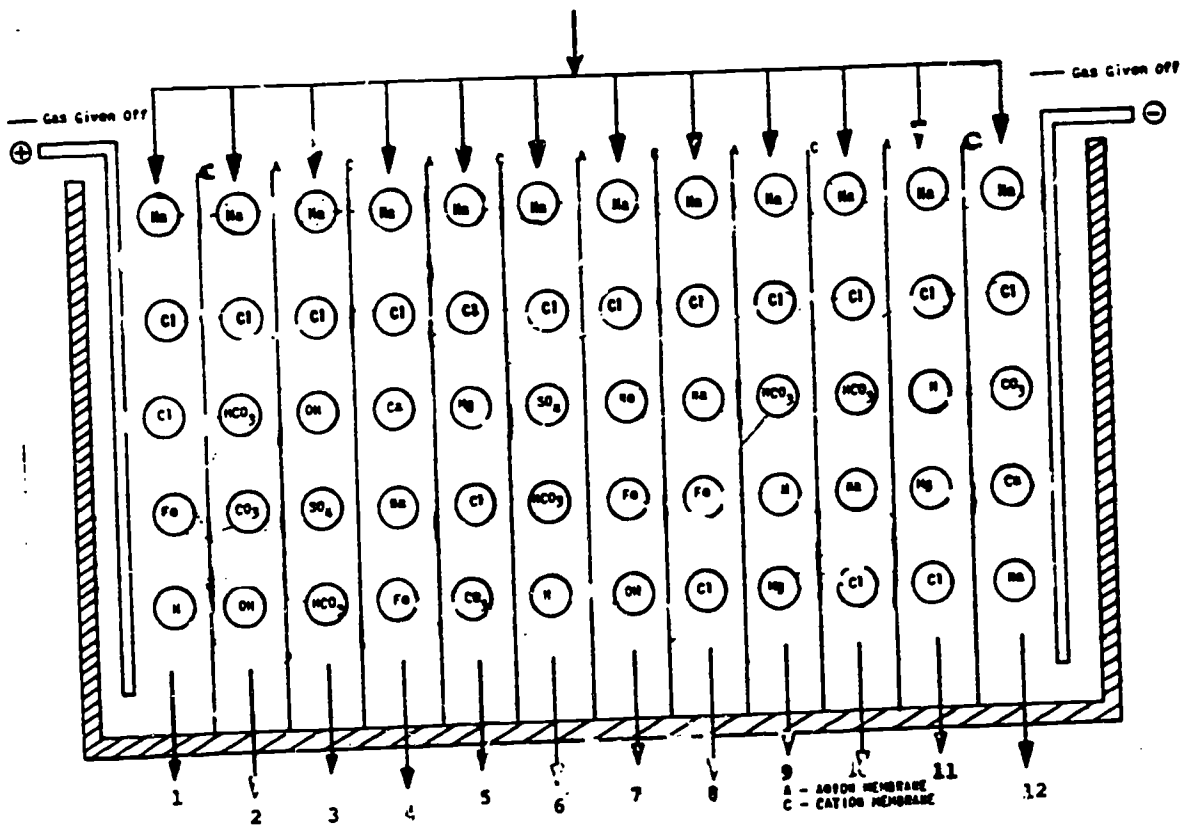 Gas Given Off
Gas Given Off
⊕
⊖
C A C A C A A C A C
Na Na Na Na Na Na Na Na Na Na Na Na
Cl Cl Cl Cl Cl Cl Cl Cl Cl Cl Cl
Cl HCO3 OH Ca Mg SO4 Na HCO3 HCO3 H CO3
Fe CO3 SO4 Na Cl HCO3 Fe Fe H Na Mg Ca
H OH HCO3 Fe CO3 H OH Cl Mg Cl Cl Na
1 2 3 4 5 6 7 8 9 10 11 12
A - ANION MEMBRANE
C - CATION MEMBRANE